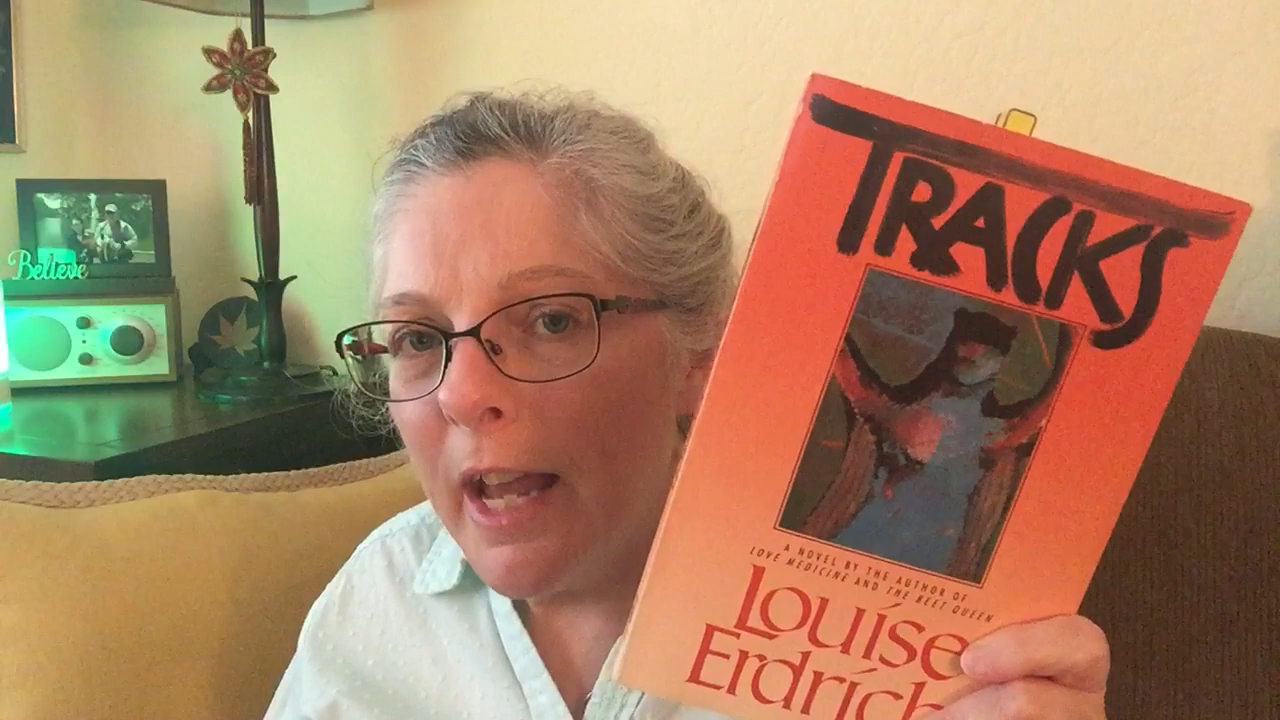 Believe
TRACKS
A NOVEL BY THE AUTHOR OF
LOVE MEDICINE AND THE BEET QUEEN
Louise
Erdrich